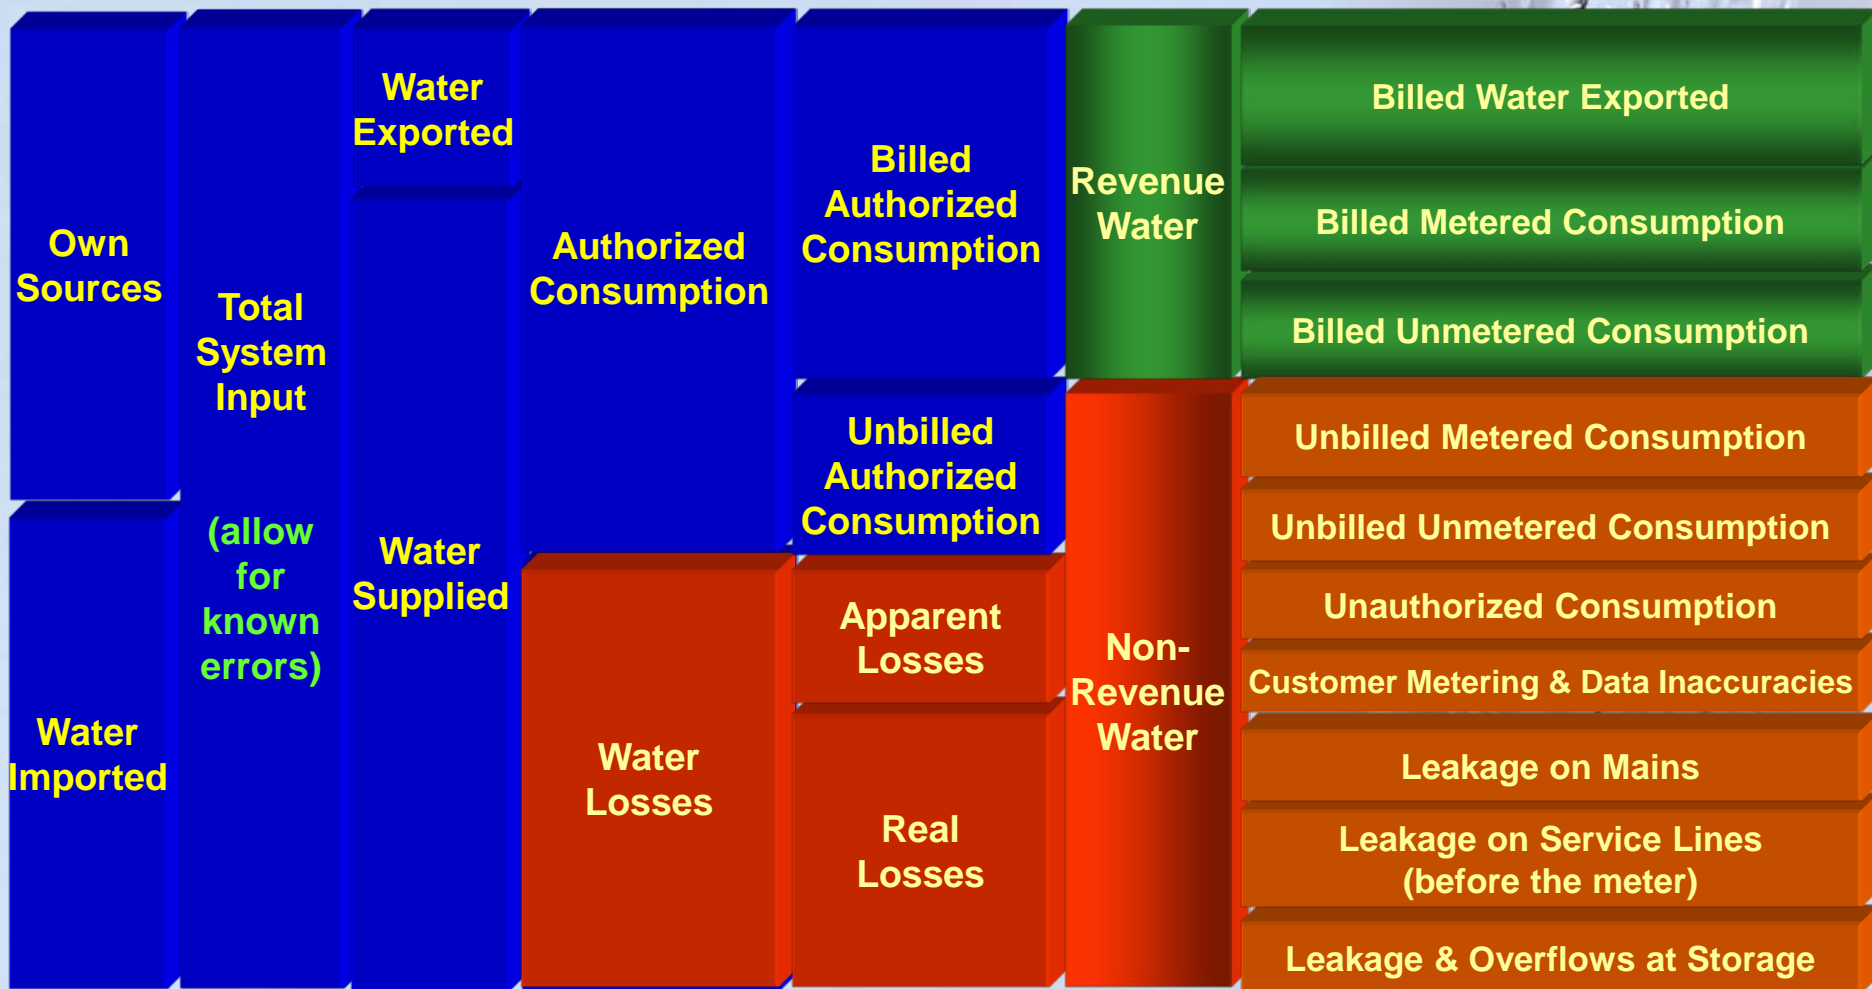 Own
Sources
Water
Imported
Total
System
Input
(allow
for
known
errors)
Water
Exported
Water
Supplied
Authorized
Consumption
Water
Losses
Billed
Authorized
Consumption
Unbilled
Authorized
Consumption
Apparent
Losses
Real
Losses
Revenue
Water
Non-
Revenue
Water
Billed Water Exported
Billed Metered Consumption
Billed Unmetered Consumption
Unbilled Metered Consumption
Unbilled Unmetered Consumption
Unauthorized Consumption
Customer Metering & Data Inaccuracies
Leakage on Mains
Leakage on Service Lines
(before the meter)
Leakage & Overflows at Storage